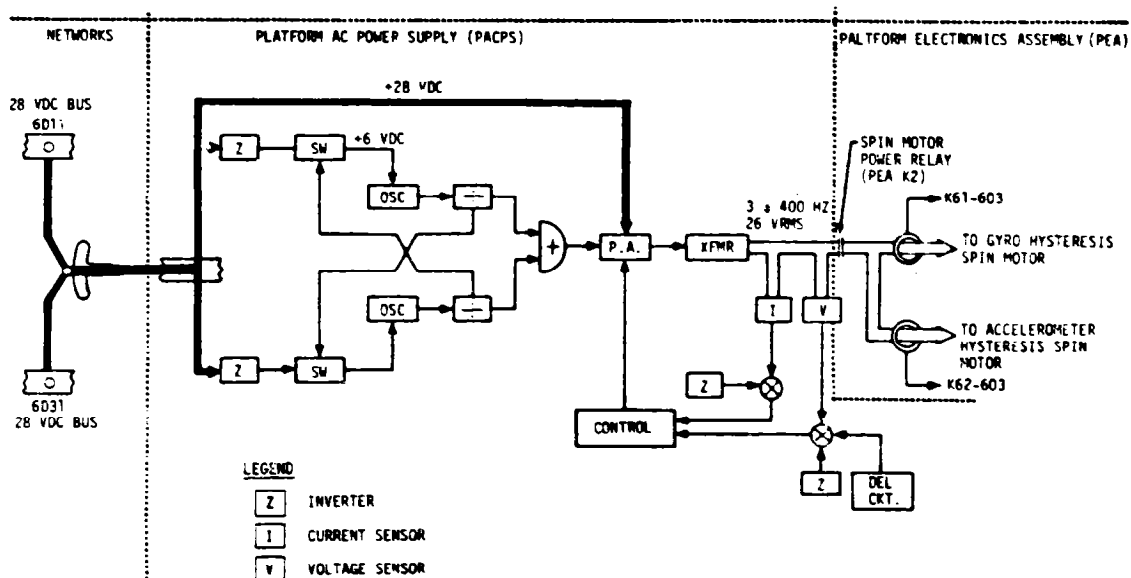 NETWORKS
PLATFORM AC POWER SUPPLY (PACPS)
PALTFORM ELECTRONICS ASSEMBLY (PEA)
+28 VDC
28 VDC BUS
6D11
Z
SW
+6 VDC
OSC
÷
SPIN MOTOR
POWER RELAY
(PEA K2)
3 ɸ 400 HZ
26 VRMS
K61-603
+
P.A.
XFMR
TO GYRO HYSTERESIS
SPIN MOTOR
OSC
÷
I
V
TO ACCELEROMETER
HYSTERESIS SPIN
MOTOR
Z
SW
K62-603
6D31
28 VDC BUS
Z
CONTROL
Z
DEL
CKT.
LEGEND
Z INVERTER
I CURRENT SENSOR
V VOLTAGE SENSOR